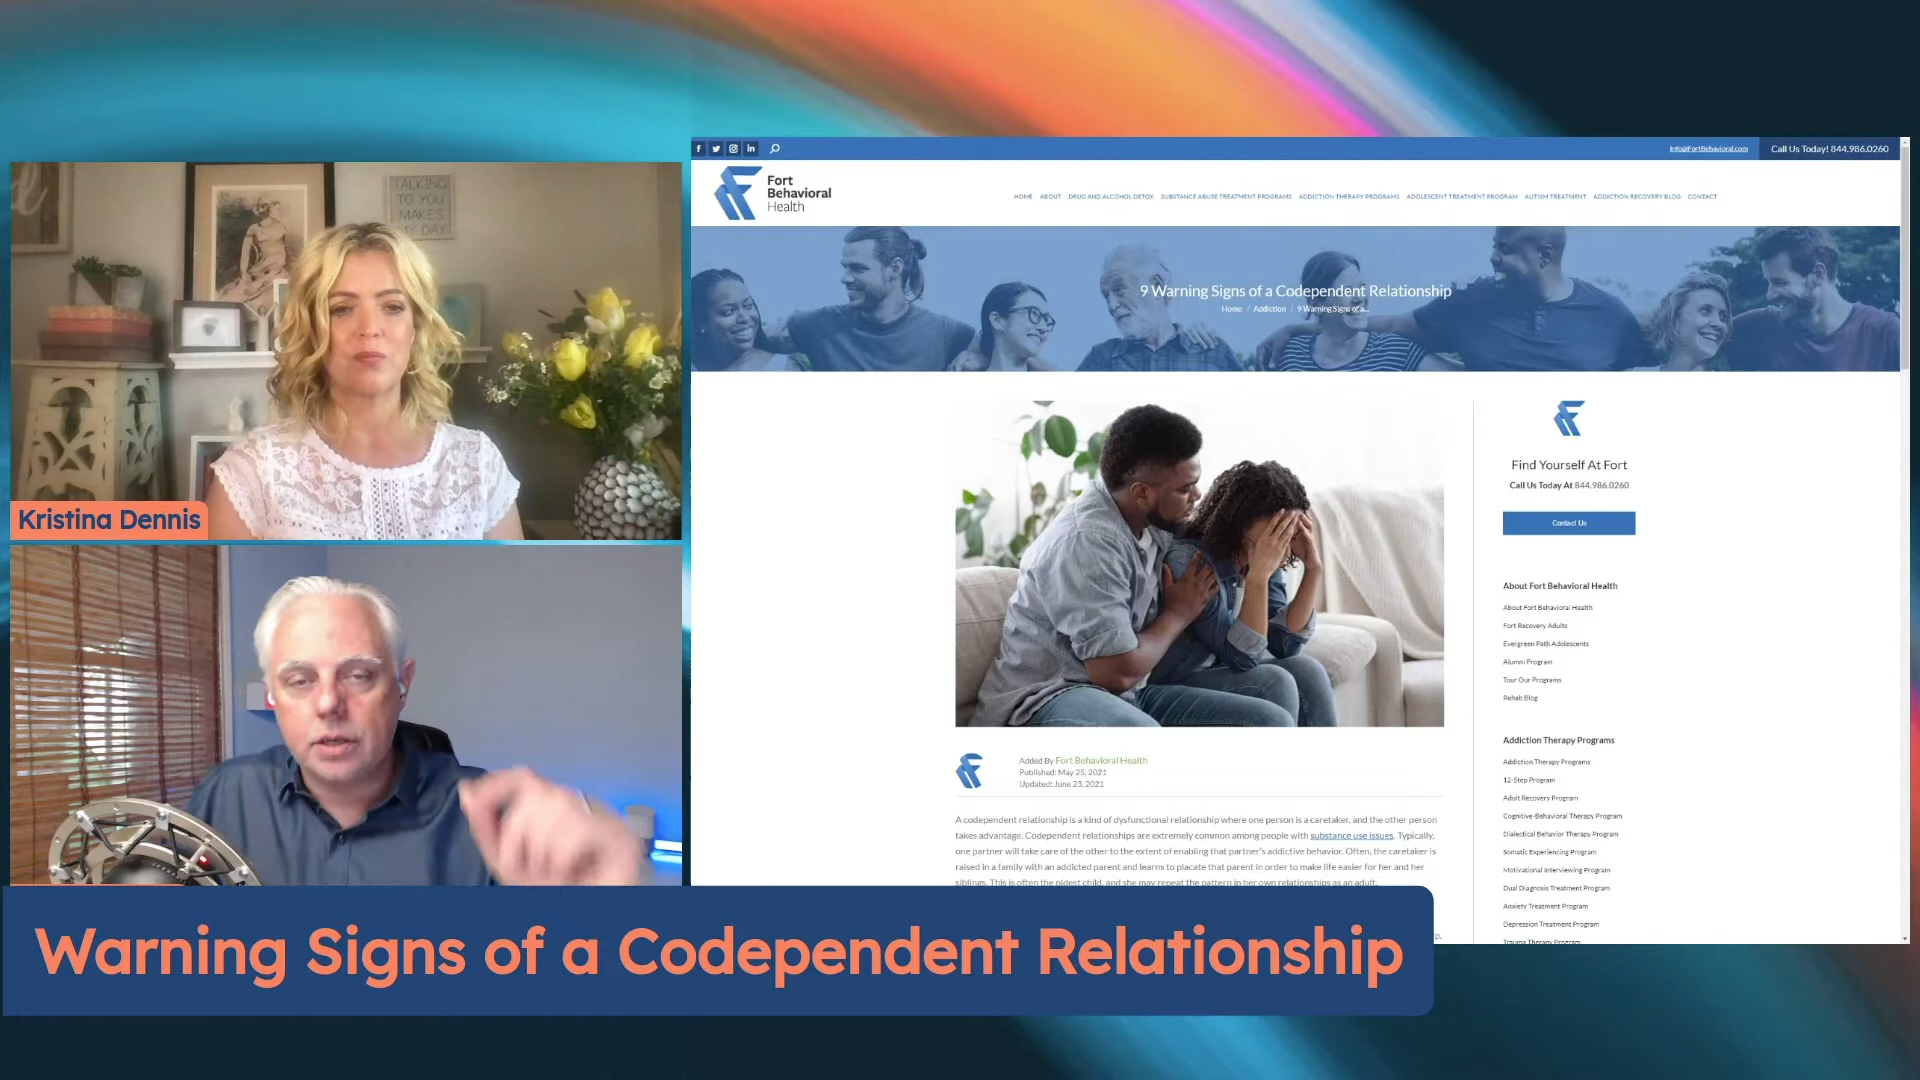 TALKING
TO YOU
MAKES
MY DAY
Kristina Dennis
Info@FortBehavioral.com
Call Us Today! 844.986.0260
Fort
Behavioral
Health
HOME ABOUT DRUG AND ALCOHOL DETOX SUBSTANCE ABUSE TREATMENT PROGRAMS ADDICTION THERAPY PROGRAMS ADOLESCENT TREATMENT PROGRAM AUTISM TREATMENT ADDICTION RECOVERY BLOG CONTACT
9 Warning Signs of a Codependent Relationship
Home / Addiction / 9 Warning Signs of a...
Added By Fort Behavioral Health
Published: May 25, 2021
Updated: June 23, 2021
A codependent relationship is a kind of dysfunctional relationship where one person is a caretaker, and the other person
takes advantage. Codependent relationships are extremely common among people with substance use issues. Typically,
one partner will take care of the other to the extent of enabling that partner's addictive behavior. Often, the caretaker is
raised in a family with an addicted parent and learns to placate that parent in order to make life easier for her and her
siblings. This is often the oldest child, and she may repeat the pattern in her own relationships as an adult.
Find Yourself At Fort
Call Us Today At 844.986.0260
Contact Us
About Fort Behavioral Health
About Fort Behavioral Health
Fort Recovery Adults
Evergreen Path Adolescents
Alumni Program
Tour Our Programs
Rehab Blog
Addiction Therapy Programs
Addiction Therapy Programs
12-Step Program
Adult Recovery Program
Cognitive-Behavioral Therapy Program
Dialectical Behavior Therapy Program
Somatic Experiencing Program
Motivational Interviewing Program
Dual Diagnosis Treatment Program
Anxiety Treatment Program
Depression Treatment Program
Trauma Therapy Program
Warning Signs of a Codependent Relationship